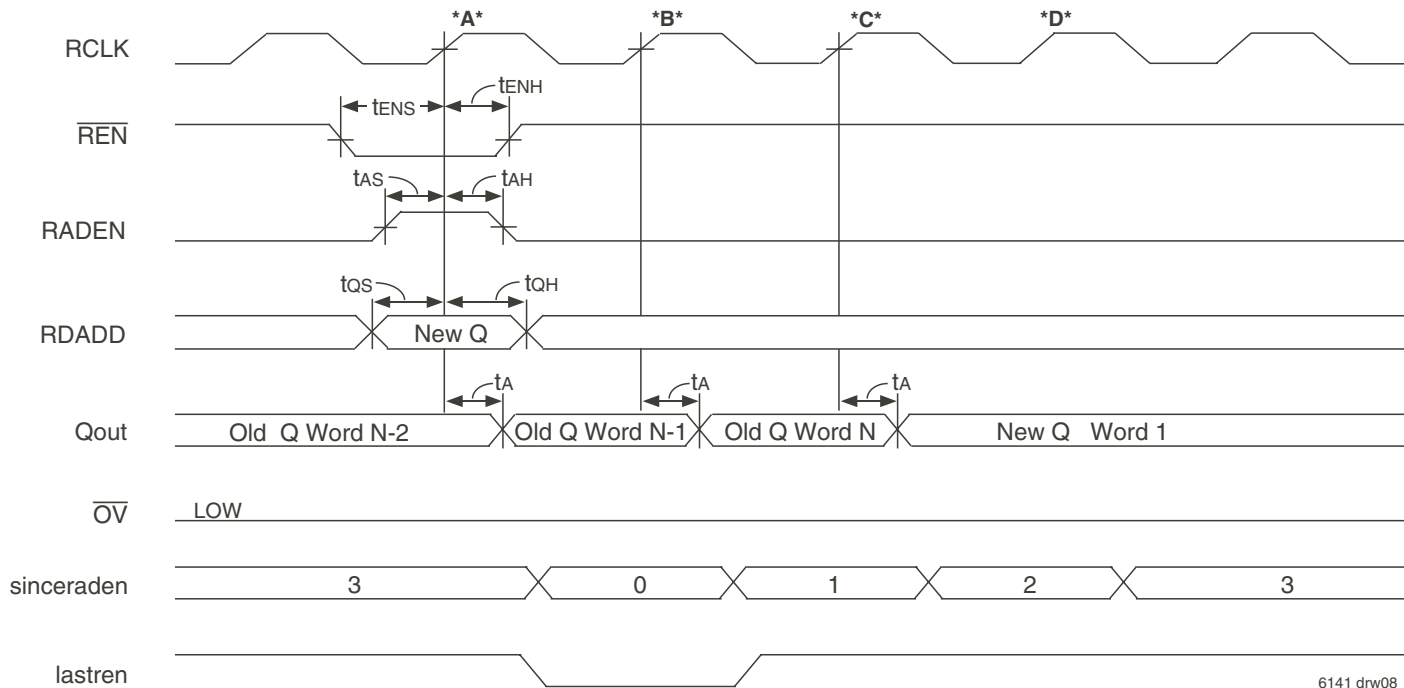 *A* *B* *C* *D*
RCLK
tENS tENH
REN
tAS tAH
RADEN
tQS tQH
RDADD New Q
tA tA tA
Qout Old Q Word N-2 Old Q Word N-1 Old Q Word N New Q Word 1
OV LOW
sinceraden 3 0 1 2 3
lastren
6141 drw08